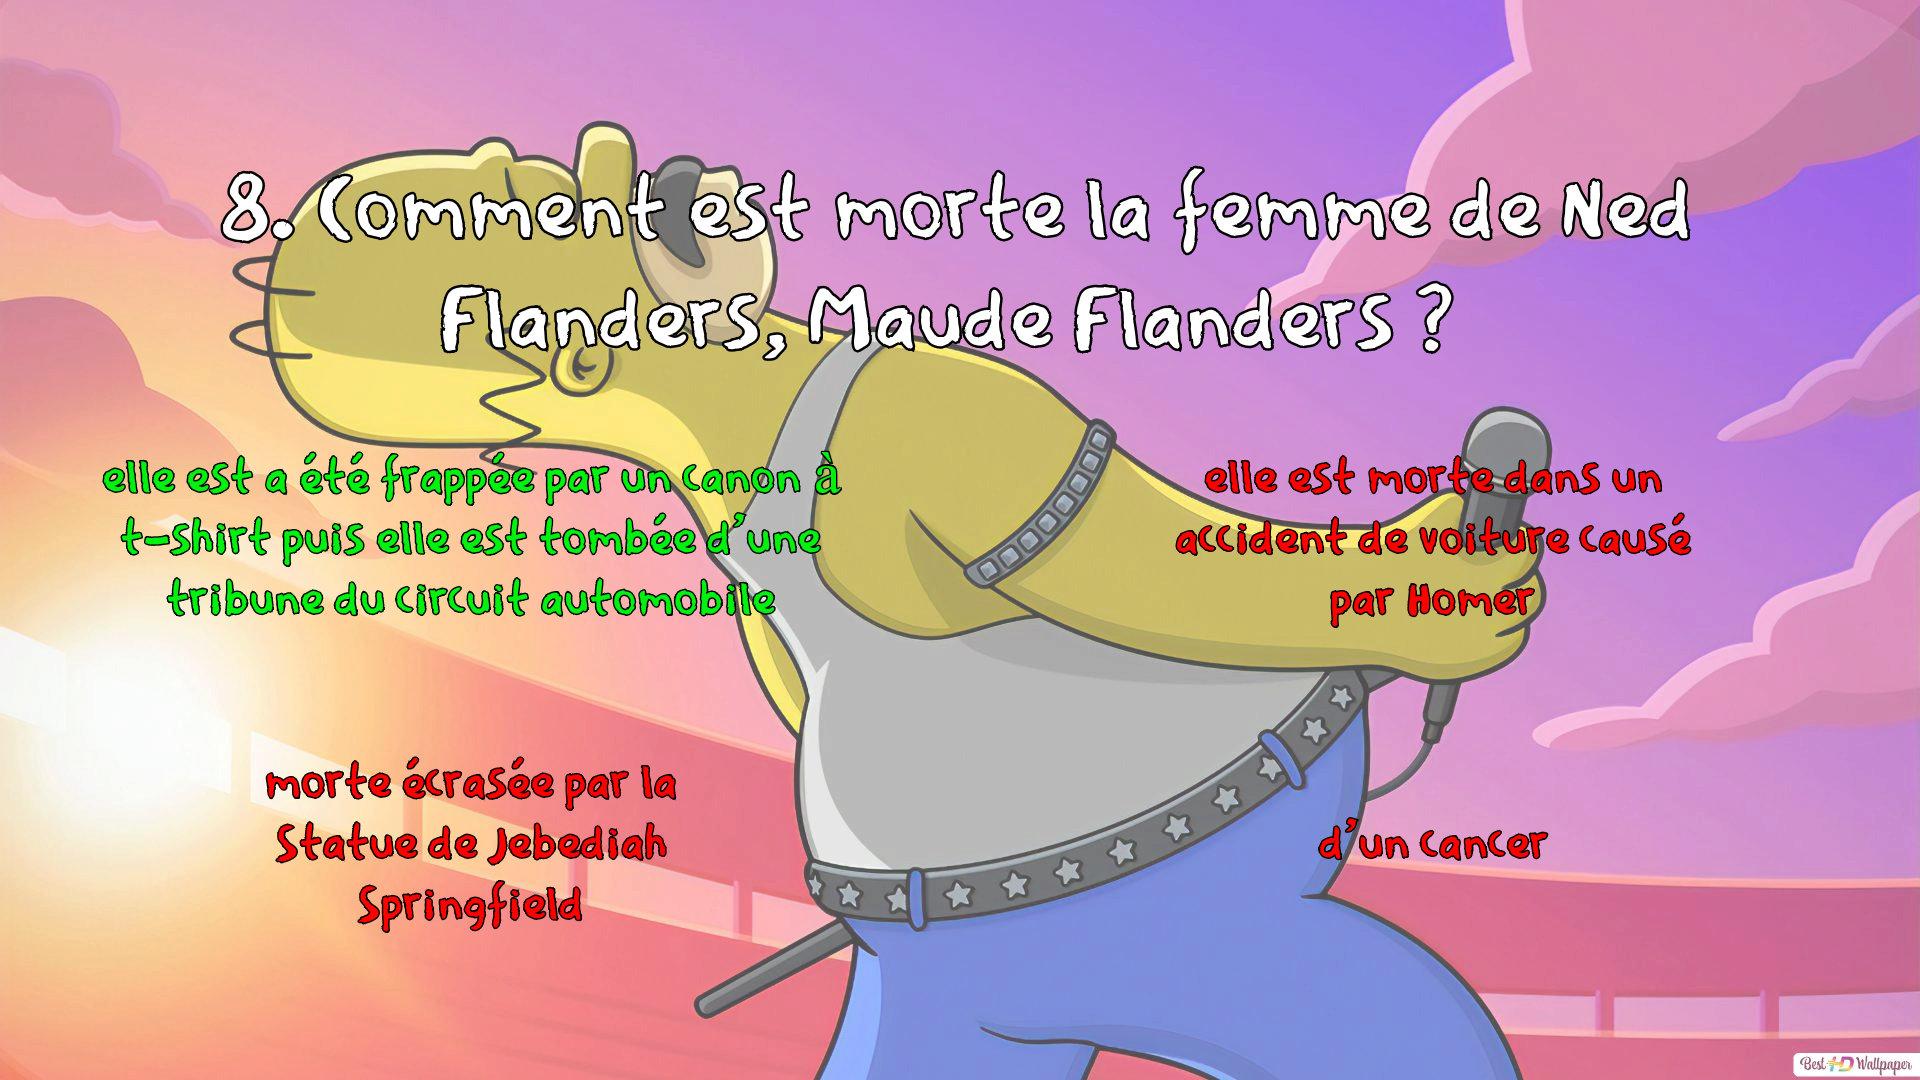 8. Comment est morte la femme de Ned
Flanders, Maude Flanders ?
elle est a été frappée par un canon à
t-shirt puis elle est tombée d'une
tribune du circuit automobile
elle est morte dans un
accident de voiture causé
par Homer
morte écrasée par la
Statue de Jebediah
Springfield
d'un cancer
Best HD Wallpaper